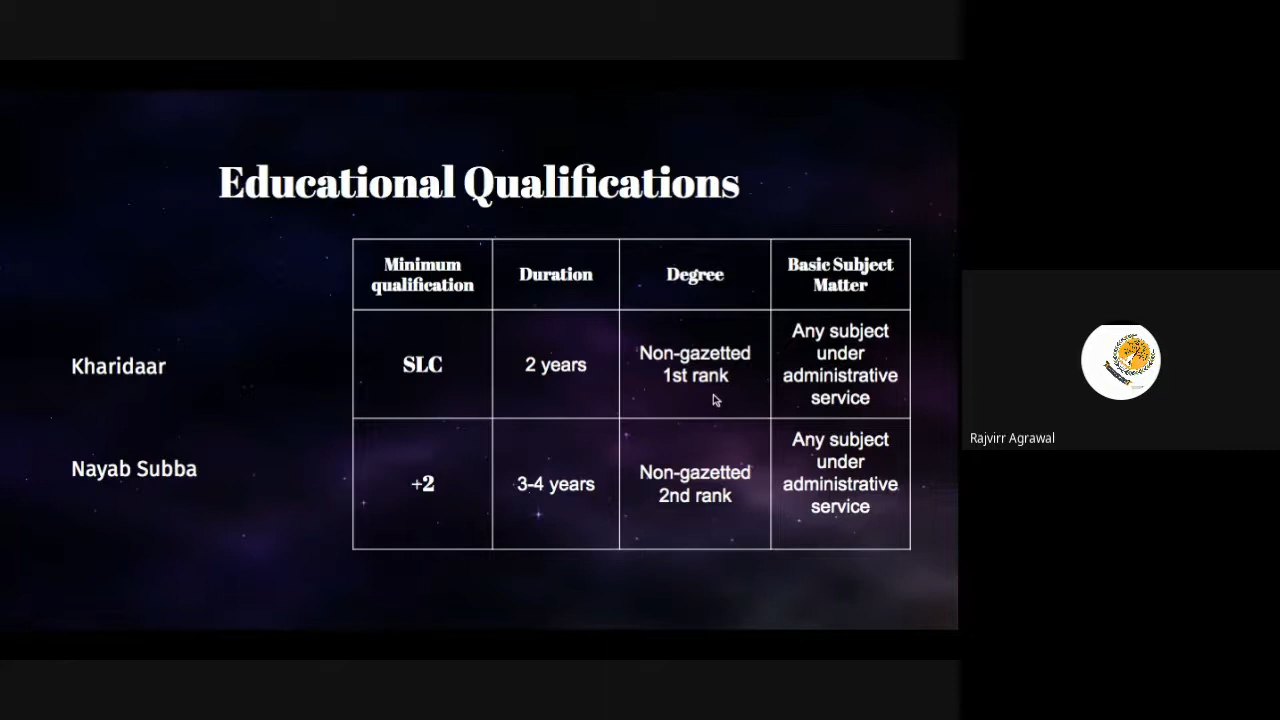 Educational Qualifications
Minimum
qualification
Duration
Degree
Basic Subject
Matter
Kharidaar
SLC
2 years
Non-gazetted
1st rank
Any subject
under
administrative
service
Nayab Subba
+2
3-4 years
Non-gazetted
2nd rank
Any subject
under
administrative
service
Rajvirr Agrawal